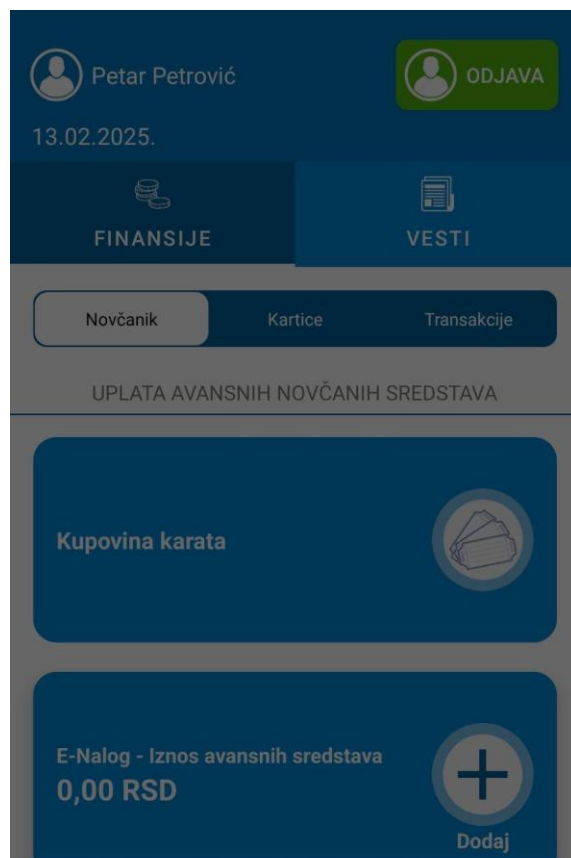 Petar Petrović
ODJAVA
13.02.2025.
FINANSIJE
VESTI
Novčanik
Kartice
Transakcije
UPLATA AVANSNIH NOVČANIH SREDSTAVA
Kupovina karata
E-Nalog - Iznos avansnih sredstava
0,00 RSD
Dodaj